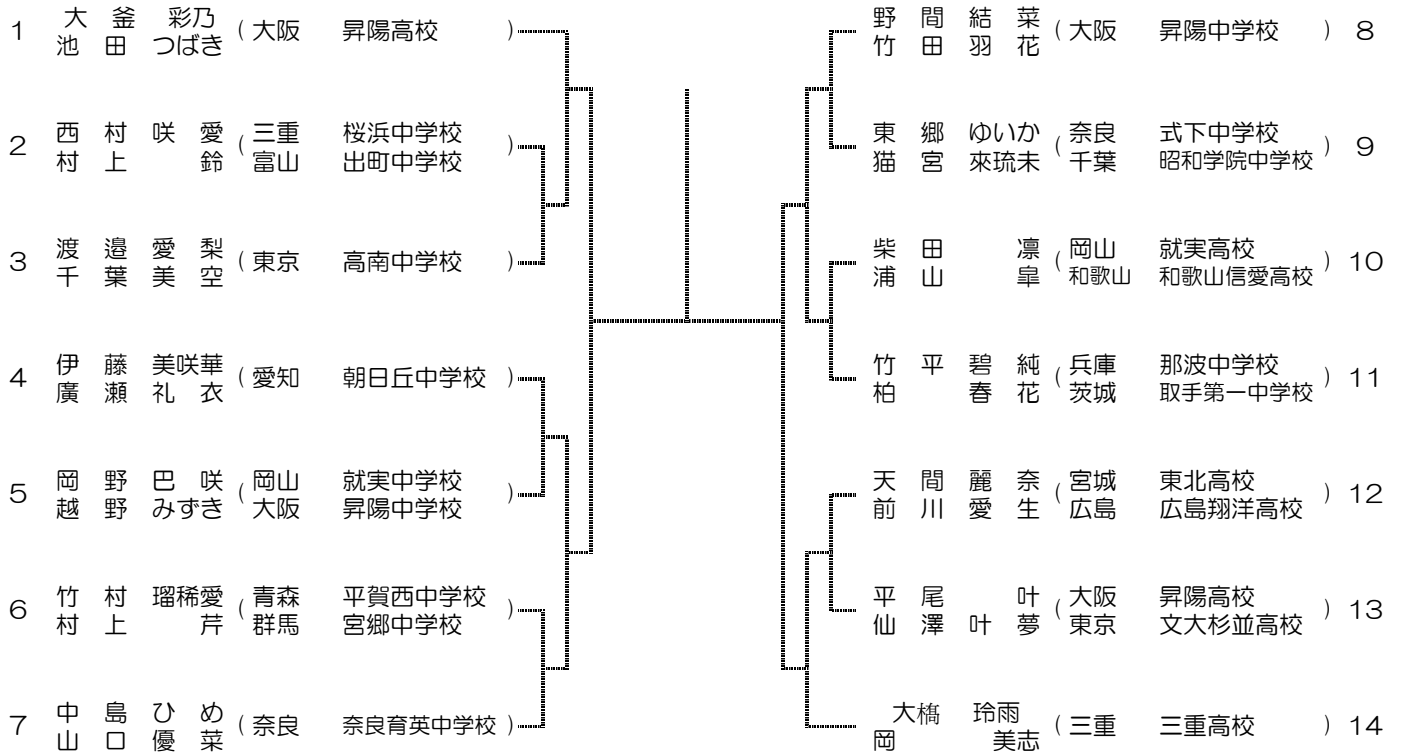 1 大釜 彩乃 (大阪 昇陽高校)
池田 つばき
2 西村 咲愛 (三重 桜浜中学校)
村上 鈴 富山 出町中学校
3 渡邉 愛梨 (東京 高南中学校)
千葉 美空
4 伊藤 美咲華 (愛知 朝日丘中学校)
廣瀬 礼衣
5 岡野 巴咲 (岡山 就実中学校)
越野 みずき 大阪 昇陽中学校
6 竹村 瑠稀愛 (青森 平賀西中学校)
村上 芹 群馬 宮郷中学校
7 中島 ひめ (奈良 奈良育英中学校)
山口 優菜
野間 結菜 (大阪 昇陽中学校) 8
竹田 羽花
東郷 ゆいか (奈良 式下中学校) 9
猫宮 來琉未 千葉 昭和学院中学校
柴田 凛 (岡山 就実高校) 10
浦山 皐 和歌山 和歌山信愛高校
竹平 碧純 (兵庫 那波中学校) 11
柏 春花 茨城 取手第一中学校
天間 麗奈 (宮城 東北高校) 12
前川 愛生 広島 広島翔洋高校
平尾 叶 (大阪 昇陽高校) 13
仙澤 叶夢 東京 文大杉並高校
大橋 玲雨 (三重 三重高校) 14
岡 美志